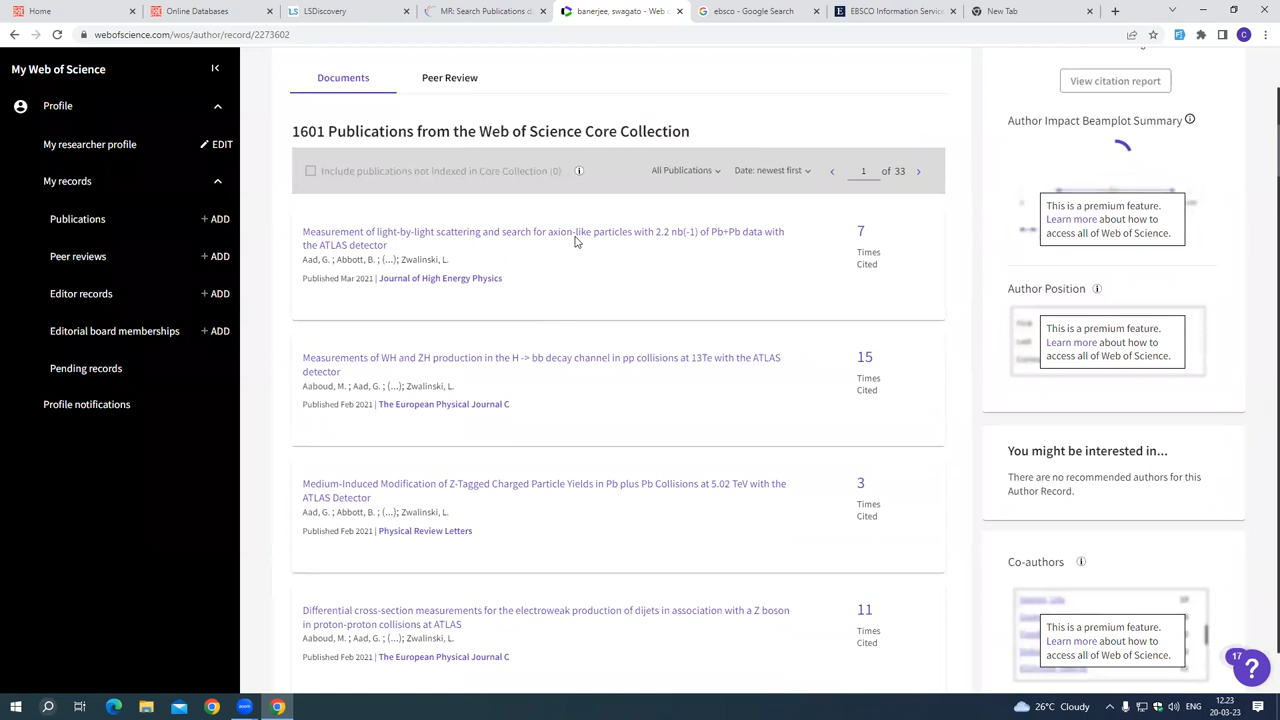 Home
Online Databases
LSDiscovery
MR: Search Publications d
banerjee, swagato - Web o
ebsco - Google Search
EBSCO Information Service
New Tab
webofscience.com/wos/author/record/2273602
My Web of Science
Profile
My researcher profile
EDIT
My records
Publications
+ ADD
Peer reviews
+ ADD
Editor records
+ ADD
Editorial board memberships
+ ADD
Pending records
Profile notifications
Documents
Peer Review
1601 Publications from the Web of Science Core Collection
Include publications not Indexed in Core Collection (0)
All Publications
Date: newest first
1 of 33
Measurement of light-by-light scattering and search for axion-like particles with 2.2 nb(-1) of Pb+Pb data with
the ATLAS detector
Aad, G. ; Abbott, B. ; (...); Zwalinski, L.
Published Mar 2021 | Journal of High Energy Physics
7
Times
Cited
Measurements of WH and ZH production in the H -> bb decay channel in pp collisions at 13Te with the ATLAS
detector
Aaboud, M. ; Aad, G. ; (...); Zwalinski, L.
Published Feb 2021 | The European Physical Journal C
15
Times
Cited
Medium-Induced Modification of Z-Tagged Charged Particle Yields in Pb plus Pb Collisions at 5.02 TeV with the
ATLAS Detector
Aad, G. ; Abbott, B. ; (...); Zwalinski, L.
Published Feb 2021 | Physical Review Letters
3
Times
Cited
Differential cross-section measurements for the electroweak production of dijets in association with a Z boson
in proton-proton collisions at ATLAS
Aaboud, M. ; Aad, G. ; (...); Zwalinski, L.
Published Feb 2021 | The European Physical Journal C
11
Times
Cited
View citation report
Author Impact Beamplot Summary
This is a premium feature.
Learn more about how to
access all of Web of Science.
Author Position
This is a premium feature.
Learn more about how to
access all of Web of Science.
You might be interested in...
There are no recommended authors for this
Author Record.
Co-authors
This is a premium feature.
Learn more about how to
access all of Web of Science.
17
?
26°C Cloudy
ENG
12.23
20-03-23